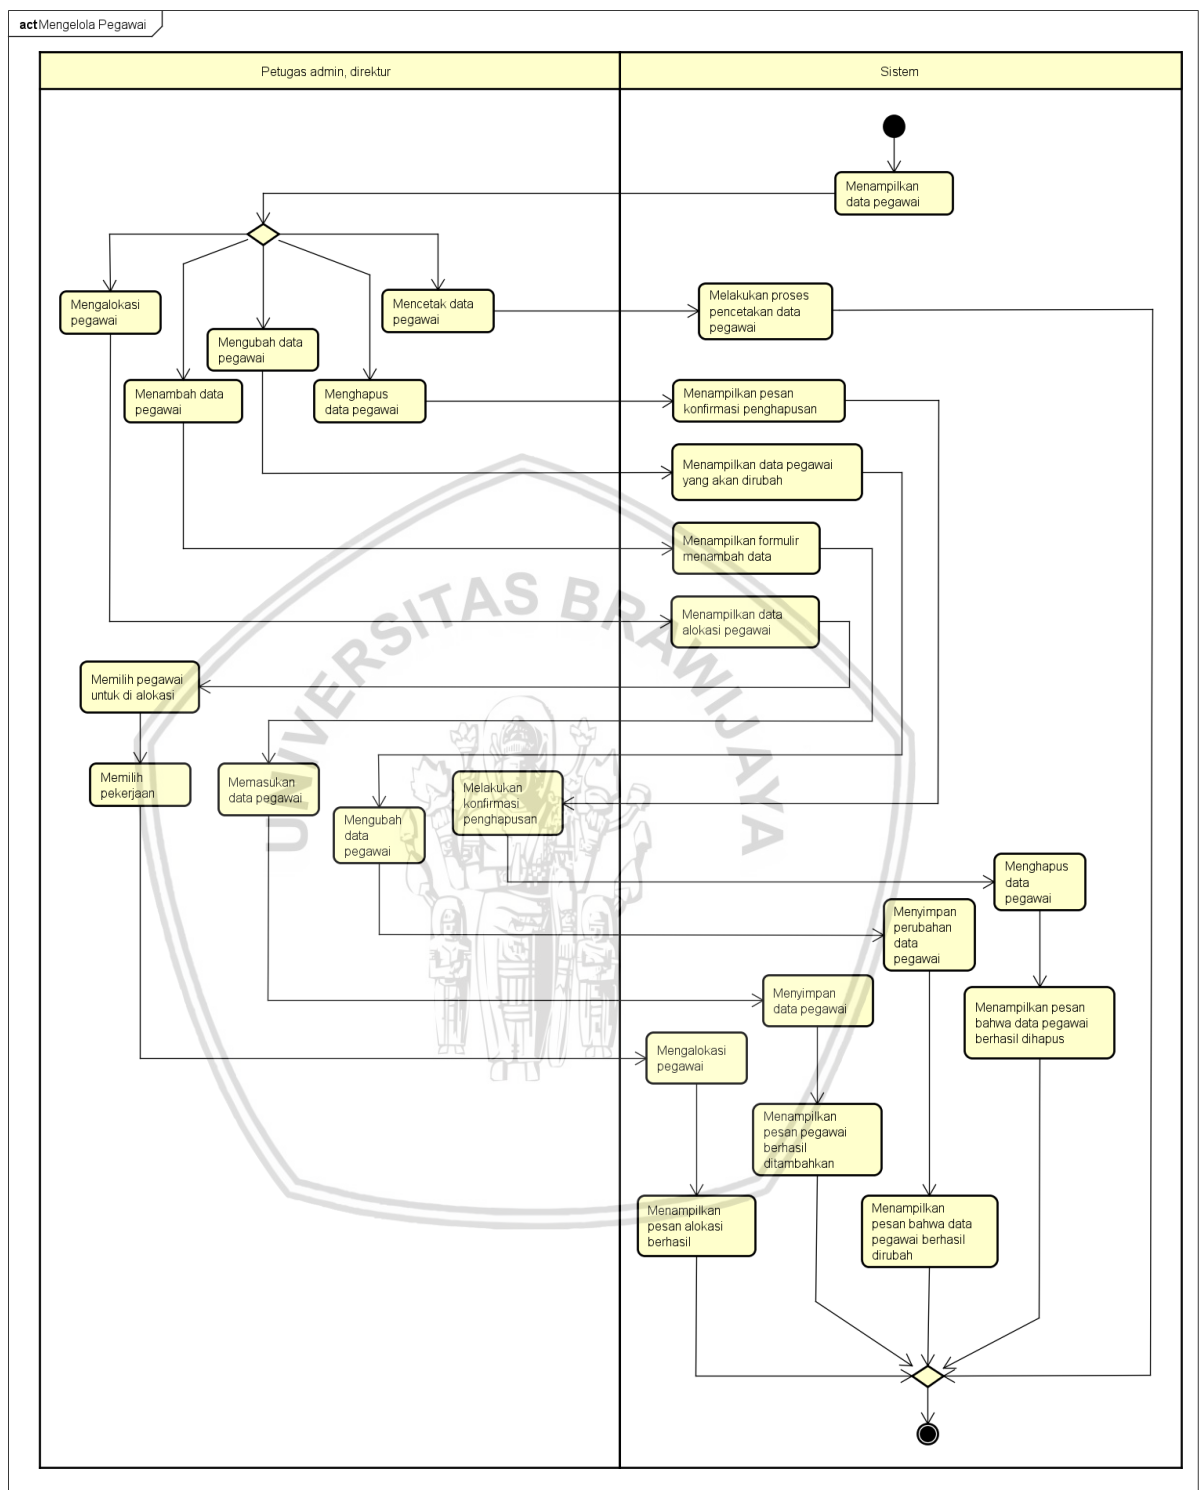 act Mengelola Pegawai
Petugas admin, direktur
Sistem
Menampilkan
data pegawai
Mengalokasi
pegawai
Mencetak data
pegawai
Melakukan proses
pencetakan data
pegawai
Mengubah data
pegawai
Menambah data
pegawai
Menghapus
data pegawai
Menampilkan pesan
konfirmasi penghapusan
Menampilkan data pegawai
yang akan dirubah
Menampilkan formulir
menambah data
Menampilkan data
alokasi pegawai
UNIVERSITAS BRAWIJAYA
Memilih pegawai
untuk di alokasi
Memilih
pekerjaan
Memasukan
data pegawai
Mengubah
data
pegawai
Melakukan
konfirmasi
penghapusan
Menghapus
data
pegawai
Menyimpan
perubahan
data
pegawai
Menyimpan
data pegawai
Menampilkan pesan
bahwa data pegawai
berhasil dihapus
Mengalokasi
pegawai
Menampilkan
pesan pegawai
berhasil
ditambahkan
Menampilkan
pesan alokasi
berhasil
Menampilkan
pesan bahwa data
pegawai berhasil
dirubah